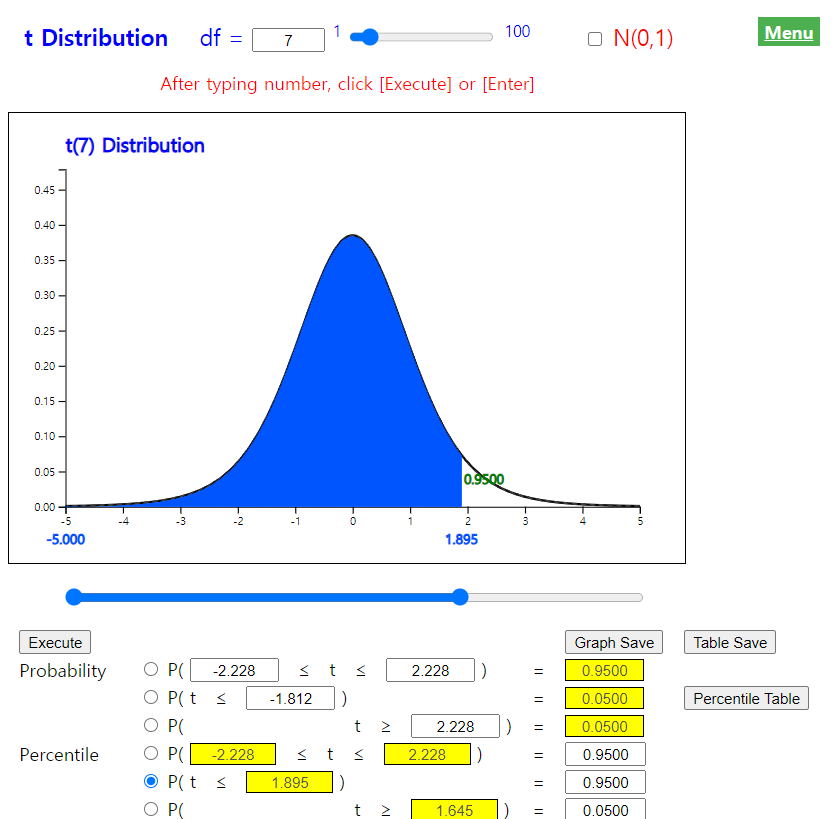 t Distribution df = 7 1 100 N(0,1) Menu
After typing number, click [Execute] or [Enter]
t(7) Distribution
0.45
0.40
0.35
0.30
0.25
0.20
0.15
0.10
0.05
0.00
0.9500
-5 -4 -3 -2 -1 0 1 2 3 4 5
-5.000 1.895
Execute Graph Save Table Save
Probability P( -2.228 ≤ t ≤ 2.228 ) = 0.9500
P( t ≤ -1.812 ) = 0.0500 Percentile Table
P( t ≥ 2.228 ) = 0.0500
Percentile P( -2.228 ≤ t ≤ 2.228 ) = 0.9500
P( t ≤ 1.895 ) = 0.9500
P( t ≥ 1.645 ) = 0.0500